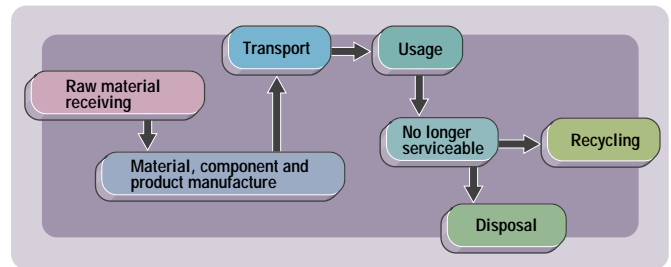 Raw material
receiving
Material, component and
product manufacture
Transport
Usage
No longer
serviceable
Recycling
Disposal